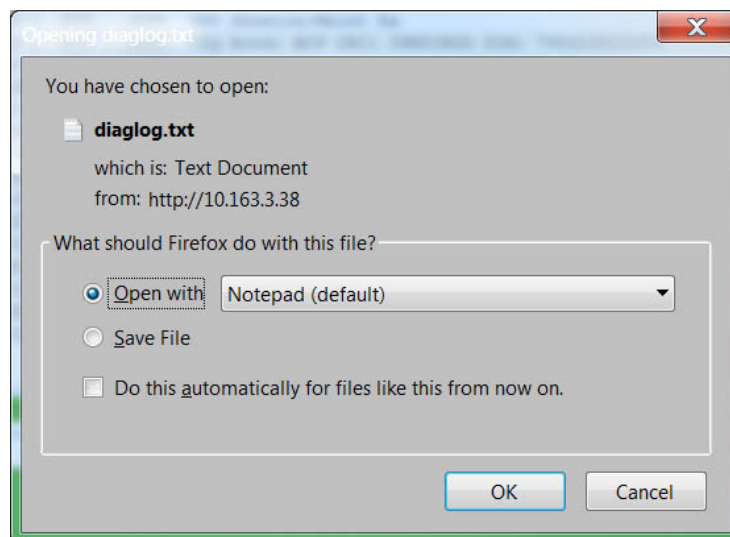 Opening diaglog.txt
You have chosen to open:
diaglog.txt
which is: Text Document
from: http://10.163.3.38
What should Firefox do with this file?
Open with
Notepad (default)
Save File
Do this automatically for files like this from now on.
OK
Cancel